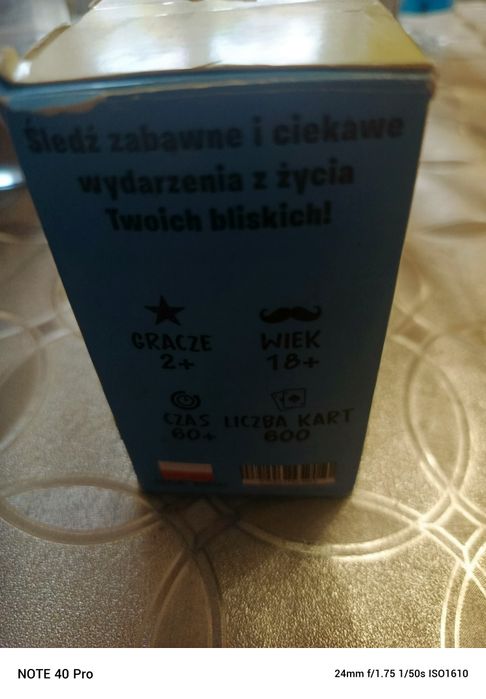 Śledź zabawne i ciekawe
wydarzenia z życia
Twoich bliskich!
GRACZE
2+
WIEK
18+
CZAS
60+
LICZBA KART
600
NOTE 40 Pro
24mm f/1.75 1/50s ISO1610